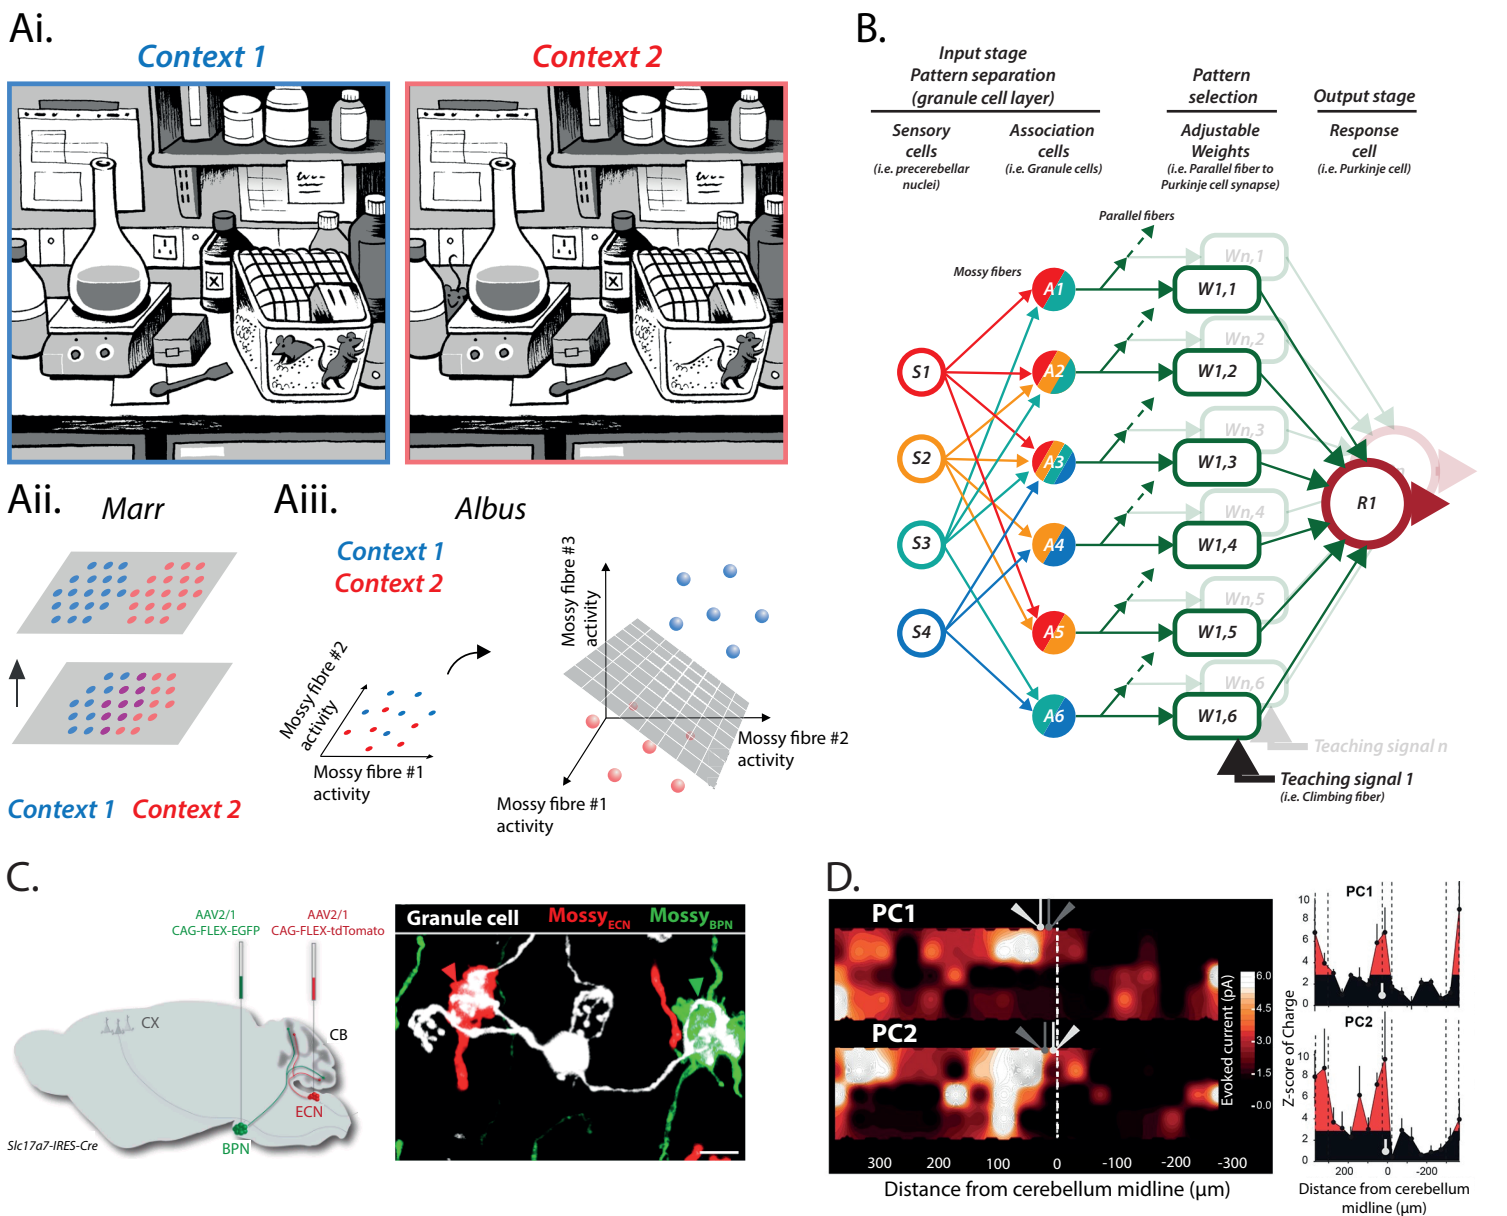 Ai.
Context 1
Context 2
Aii.
Marr
Context 1 Context 2
Aiii.
Albus
Context 1
Context 2
Mossy fibre #2
activity
Mossy fibre #1
activity
Mossy fibre #3
activity
Mossy fibre #2
activity
Mossy fibre #1
activity
B.
Input stage
Pattern separation
(granule cell layer)
Pattern
selection
Output stage
Sensory
cells
(i.e. precerebellar
nuclei)
Association
cells
(i.e. Granule cells)
Adjustable
Weights
(i.e. Parallel fiber to
Purkinje cell synapse)
Response
cell
(i.e. Purkinje cell)
Parallel fibers
Mossy fibers
S1
S2
S3
S4
A1
A2
A3
A4
A5
A6
Wn,1
W1,1
Wn,2
W1,2
Wn,3
W1,3
Wn,4
W1,4
Wn,5
W1,5
Wn,6
W1,6
R1
Teaching signal n
Teaching signal 1
(i.e. Climbing fiber)
C.
AAV2/1
CAG-FLEX-EGFP
AAV2/1
CAG-FLEX-tdTomato
CX
CB
ECN
BPN
Slc17a7-IRES-Cre
Granule cell MossyECN MossyBPN
D.
PC1
PC2
Evoked current (pA)
6.0
4.5
3.0
1.5
0.0
300 200 100 0 -100 -200 -300
Distance from cerebellum midline (µm)
PC1
10
8
6
4
2
0
Z-score of Charge
PC2
10
8
6
4
2
0
200 0 -200
Distance from cerebellum
midline (µm)